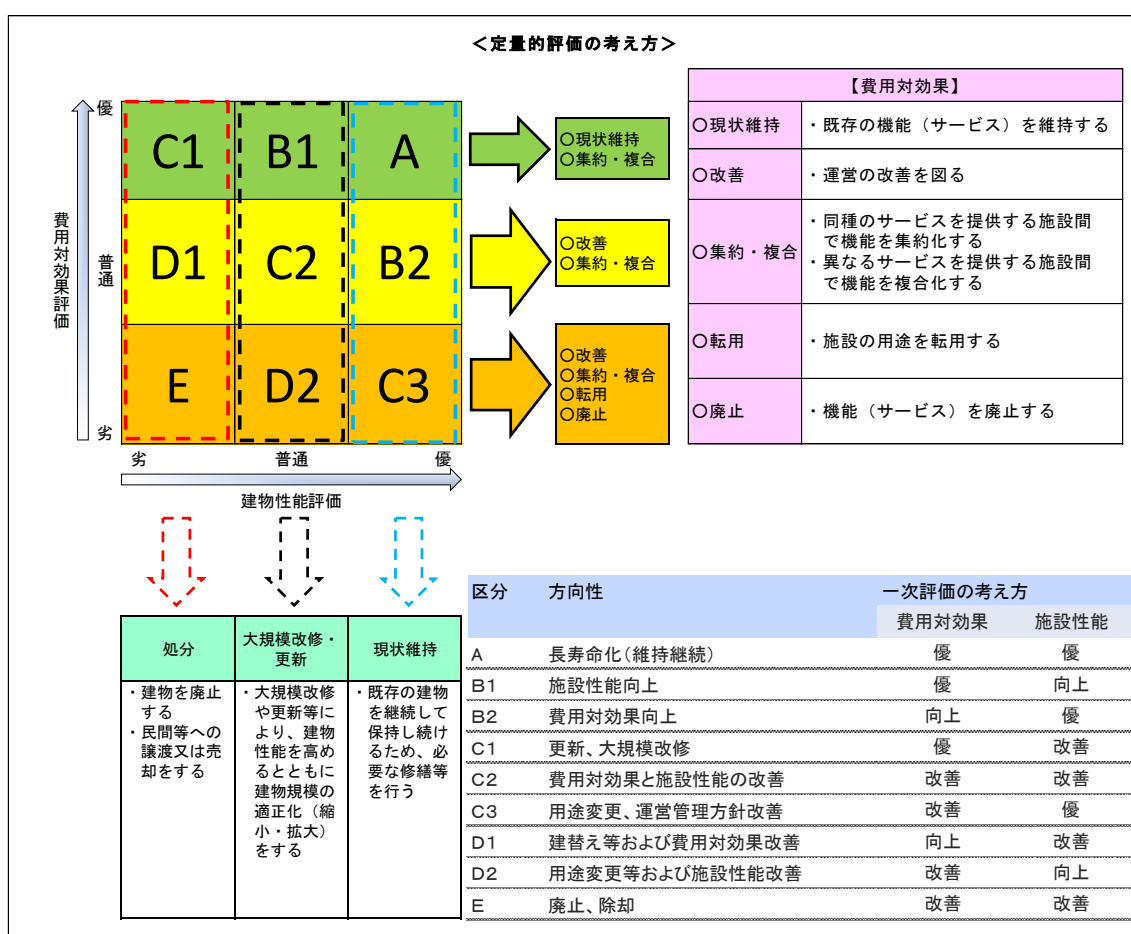 ＜定量的評価の考え方＞
優
費用対効果評価
普通
劣
C1
B1
A
D1
C2
B2
E
D2
C3
劣
普通
優
建物性能評価
〇現状維持
〇集約・複合
〇改善
〇集約・複合
〇改善
〇集約・複合
〇転用
〇廃止
【費用対効果】
〇現状維持
・既存の機能（サービス）を維持する
〇改善
・運営の改善を図る
〇集約・複合
・同種のサービスを提供する施設間
で機能を集約化する
・異なるサービスを提供する施設間
で機能を複合化する
〇転用
・施設の用途を転用する
〇廃止
・機能（サービス）を廃止する
処分
大規模改修・
更新
現状維持
・建物を廃止
する
・民間等への
譲渡又は売
却をする
・大規模改修
や更新等に
より、建物
性能を高め
るとともに
建物規模の
適正化（縮
小・拡大）
をする
・既存の建物
を継続して
保持し続け
るため、必
要な修繕等
を行う
区分 方向性 一次評価の考え方
費用対効果 施設性能
A 長寿命化（維持継続） 優 優
B1 施設性能向上 優 向上
B2 費用対効果向上 向上 優
C1 更新、大規模改修 優 改善
C2 費用対効果と施設性能の改善 改善 改善
C3 用途変更、運営管理方針改善 改善 優
D1 建替え等および費用対効果改善 向上 改善
D2 用途変更等および施設性能改善 改善 向上
E 廃止、除却 改善 改善